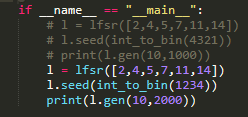 if __name__ == "__main__":
    # l = lfsr([2,4,5,7,11,14])
    # l.seed(int_to_bin(4321))
    # print(l.gen(10,1000))
    l = lfsr([2,4,5,7,11,14])
    l.seed(int_to_bin(1234))
    print(l.gen(10,2000))